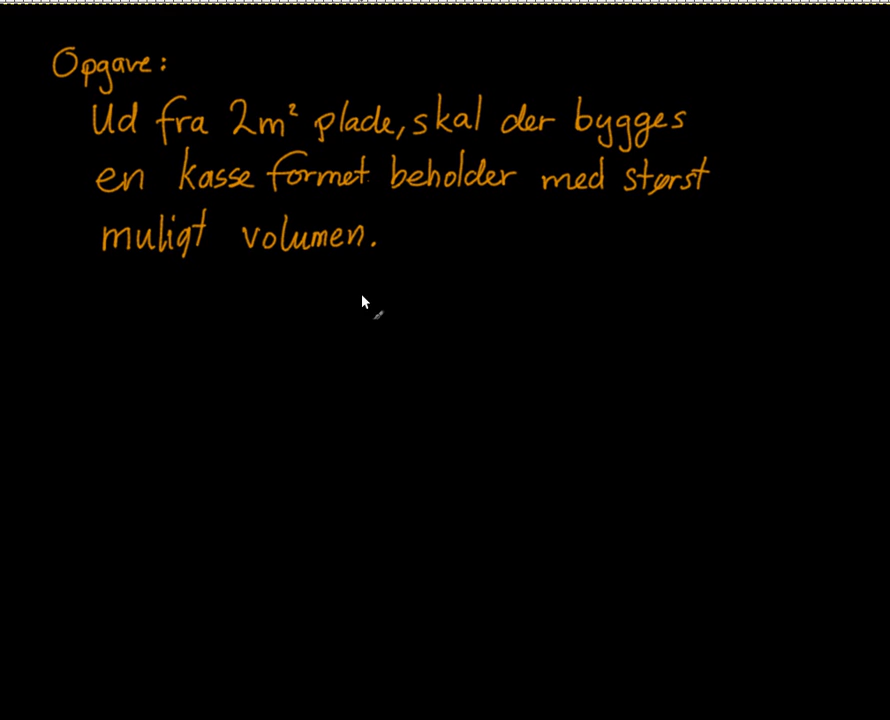 Opgave:
Ud fra 2m² plade, skal der bygges
en kasse formet beholder med størst
muligt volumen.